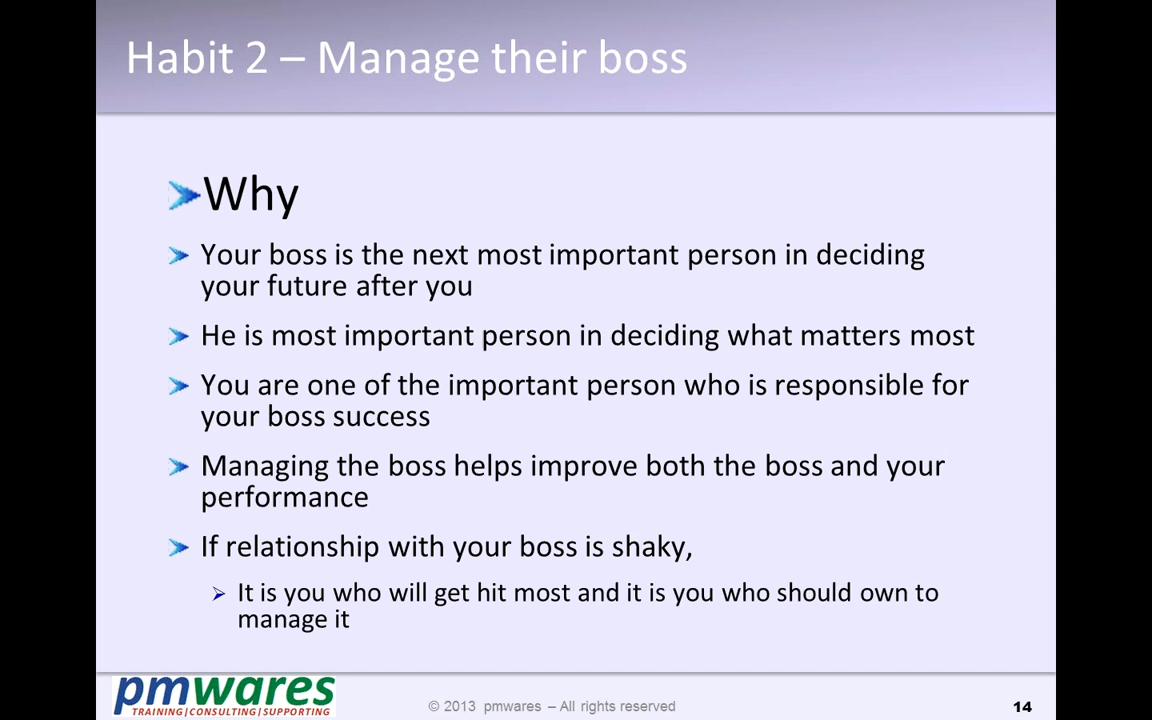 Habit 2 – Manage their boss
Why
Your boss is the next most important person in deciding
your future after you
He is most important person in deciding what matters most
You are one of the important person who is responsible for
your boss success
Managing the boss helps improve both the boss and your
performance
If relationship with your boss is shaky,
It is you who will get hit most and it is you who should own to
manage it
pmwares
TRAINING|CONSULTING|SUPPORTING
© 2013 pmwares – All rights reserved
14